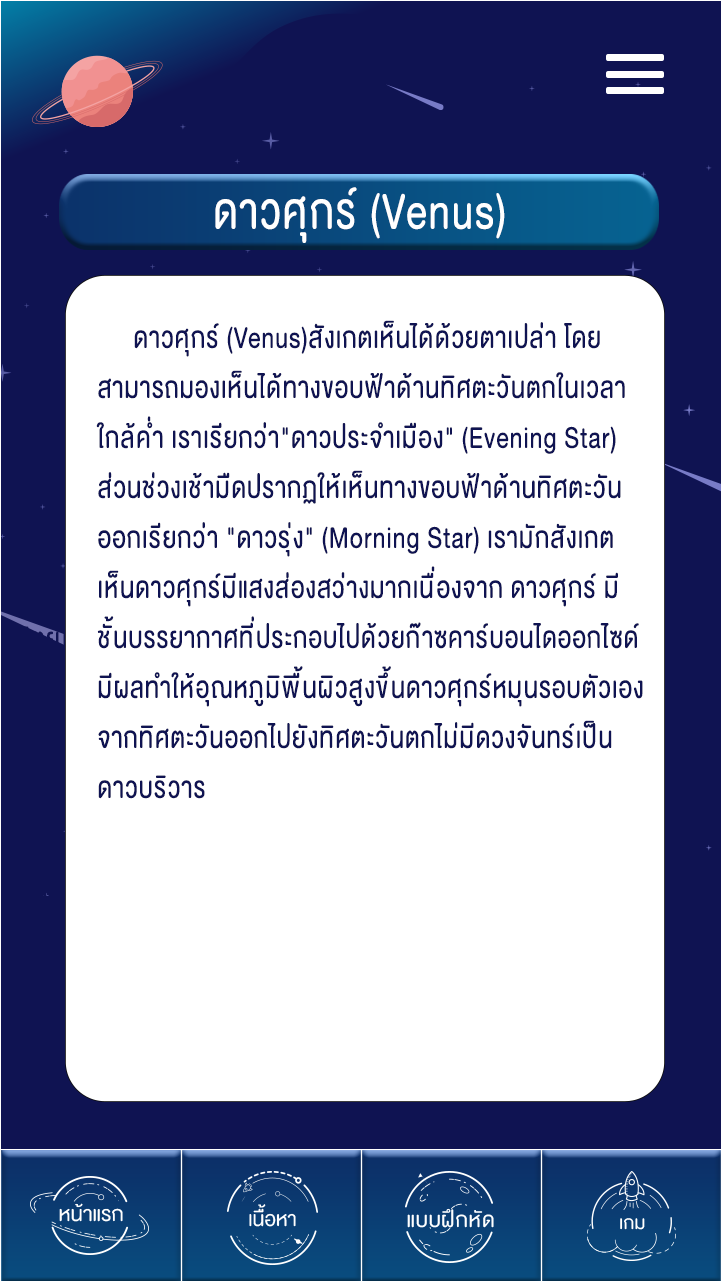 ดาวศุกร์ (Venus)
ดาวศุกร์ (Venus)สังเกตเห็นได้ด้วยตาเปล่า โดย
สามารถมองเห็นได้ทางขอบฟ้าด้านทิศตะวันตกในเวลา
ใกล้ค่ำ เราเรียกว่า"ดาวประจำเมือง" (Evening Star)
ส่วนช่วงเช้ามืดปรากฏให้เห็นทางขอบฟ้าด้านทิศตะวัน
ออกเรียกว่า "ดาวรุ่ง" (Morning Star) เรามักสังเกต
เห็นดาวศุกร์มีแสงส่องสว่างมากเนื่องจาก ดาวศุกร์ มี
ชั้นบรรยากาศที่ประกอบไปด้วยก๊าซคาร์บอนไดออกไซด์
มีผลทำให้อุณหภูมิพื้นผิวสูงขึ้นดาวศุกร์หมุนรอบตัวเอง
จากทิศตะวันออกไปยังทิศตะวันตกไม่มีดวงจันทร์เป็น
ดาวบริวาร
หน้าแรก
เนื้อหา
แบบฝึกหัด
เกม